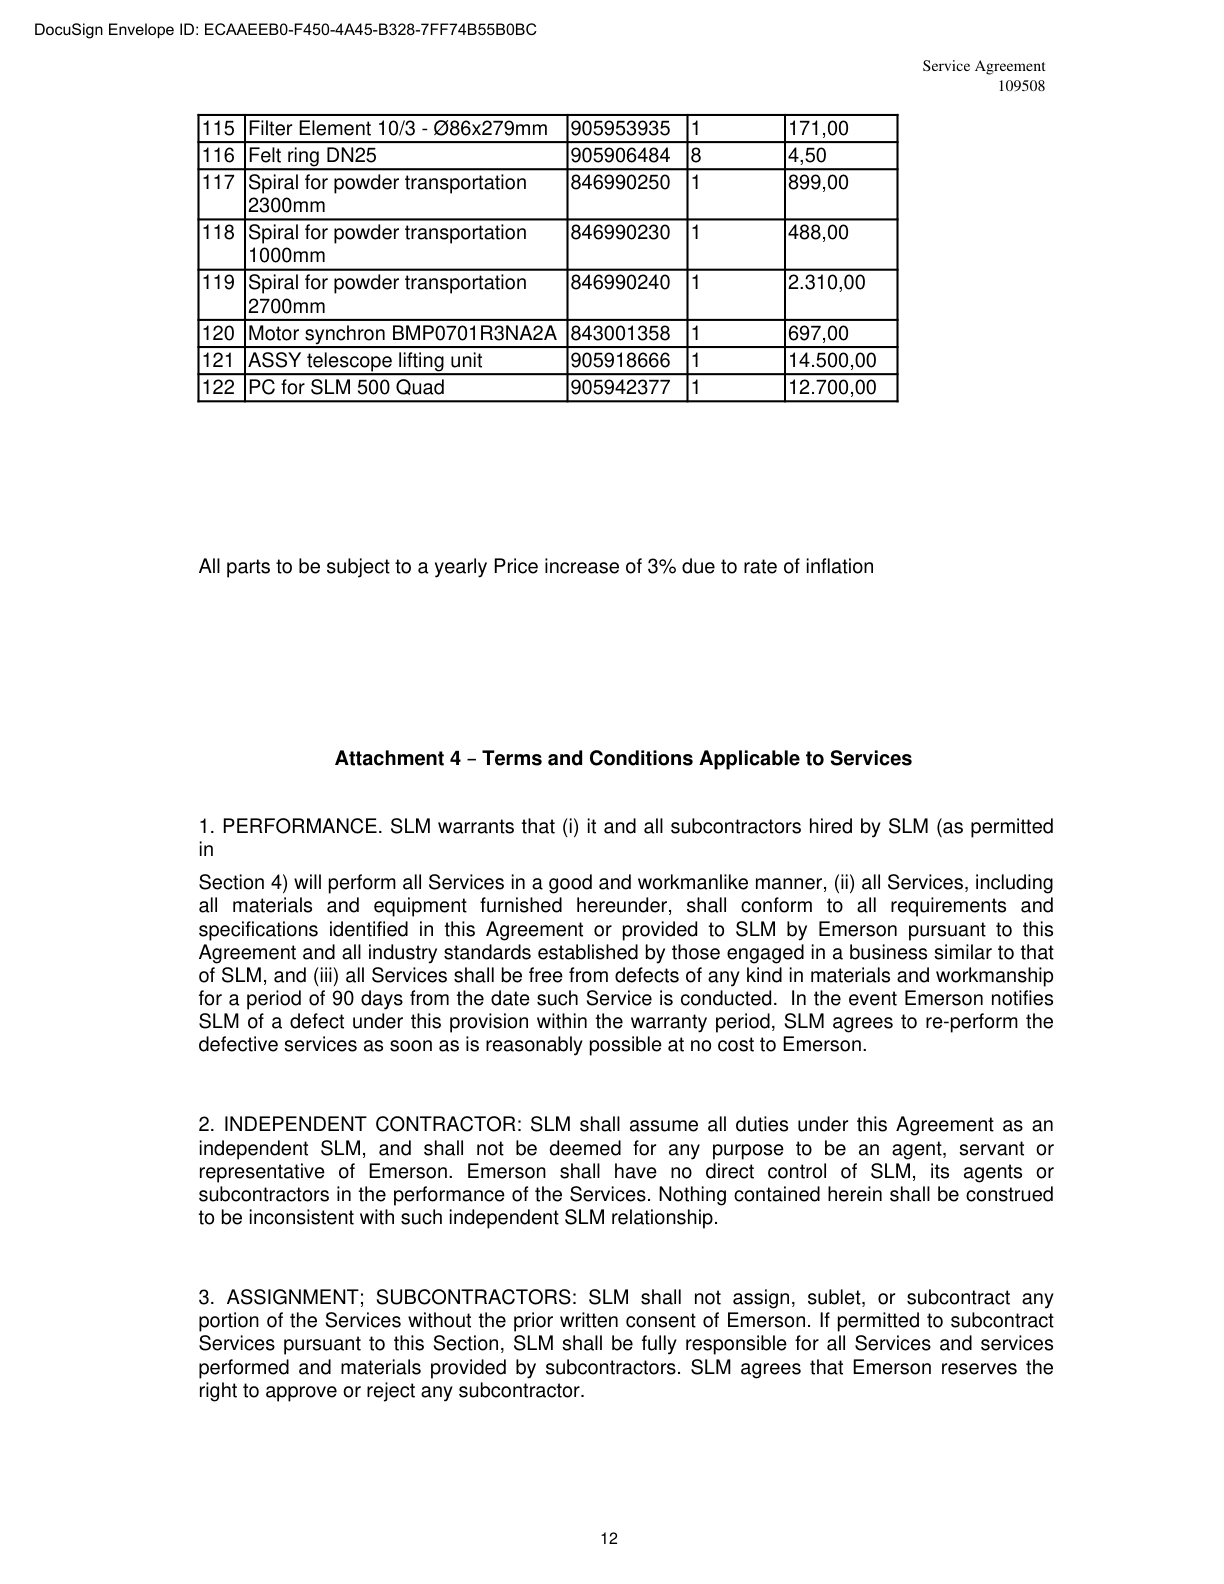 DocuSign Envelope ID: ECAAEEB0-F450-4A45-B328-7FF74B55B0BC
Service Agreement
109508
115 Filter Element 10/3 - Ø86x279mm 905953935 1 171,00
116 Felt ring DN25 905906484 8 4,50
117 Spiral for powder transportation 846990250 1 899,00
2300mm
118 Spiral for powder transportation 846990230 1 488,00
1000mm
119 Spiral for powder transportation 846990240 1 2.310,00
2700mm
120 Motor synchron BMP0701R3NA2A 843001358 1 697,00
121 ASSY telescope lifting unit 905918666 1 14.500,00
122 PC for SLM 500 Quad 905942377 1 12.700,00
All parts to be subject to a yearly Price increase of 3% due to rate of inflation
Attachment 4 – Terms and Conditions Applicable to Services
1. PERFORMANCE. SLM warrants that (i) it and all subcontractors hired by SLM (as permitted
in
Section 4) will perform all Services in a good and workmanlike manner, (ii) all Services, including
all materials and equipment furnished hereunder, shall conform to all requirements and
specifications identified in this Agreement or provided to SLM by Emerson pursuant to this
Agreement and all industry standards established by those engaged in a business similar to that
of SLM, and (iii) all Services shall be free from defects of any kind in materials and workmanship
for a period of 90 days from the date such Service is conducted. In the event Emerson notifies
SLM of a defect under this provision within the warranty period, SLM agrees to re-perform the
defective services as soon as is reasonably possible at no cost to Emerson.
2. INDEPENDENT CONTRACTOR: SLM shall assume all duties under this Agreement as an
independent SLM, and shall not be deemed for any purpose to be an agent, servant or
representative of Emerson. Emerson shall have no direct control of SLM, its agents or
subcontractors in the performance of the Services. Nothing contained herein shall be construed
to be inconsistent with such independent SLM relationship.
3. ASSIGNMENT; SUBCONTRACTORS: SLM shall not assign, sublet, or subcontract any
portion of the Services without the prior written consent of Emerson. If permitted to subcontract
Services pursuant to this Section, SLM shall be fully responsible for all Services and services
performed and materials provided by subcontractors. SLM agrees that Emerson reserves the
right to approve or reject any subcontractor.
12